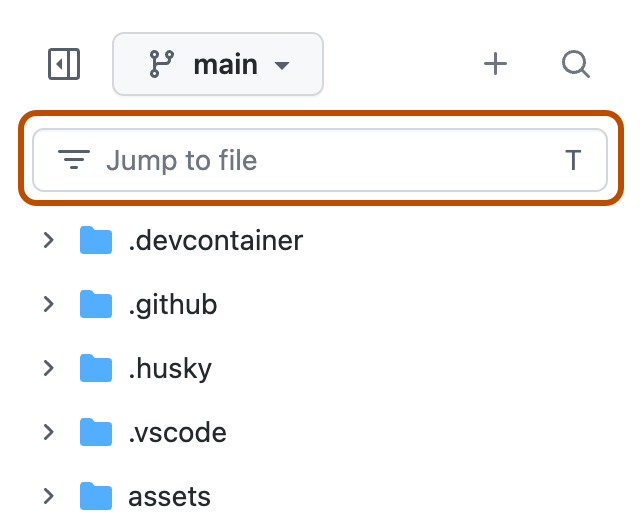 main
Jump to file T
.devcontainer
.github
.husky
.vscode
assets